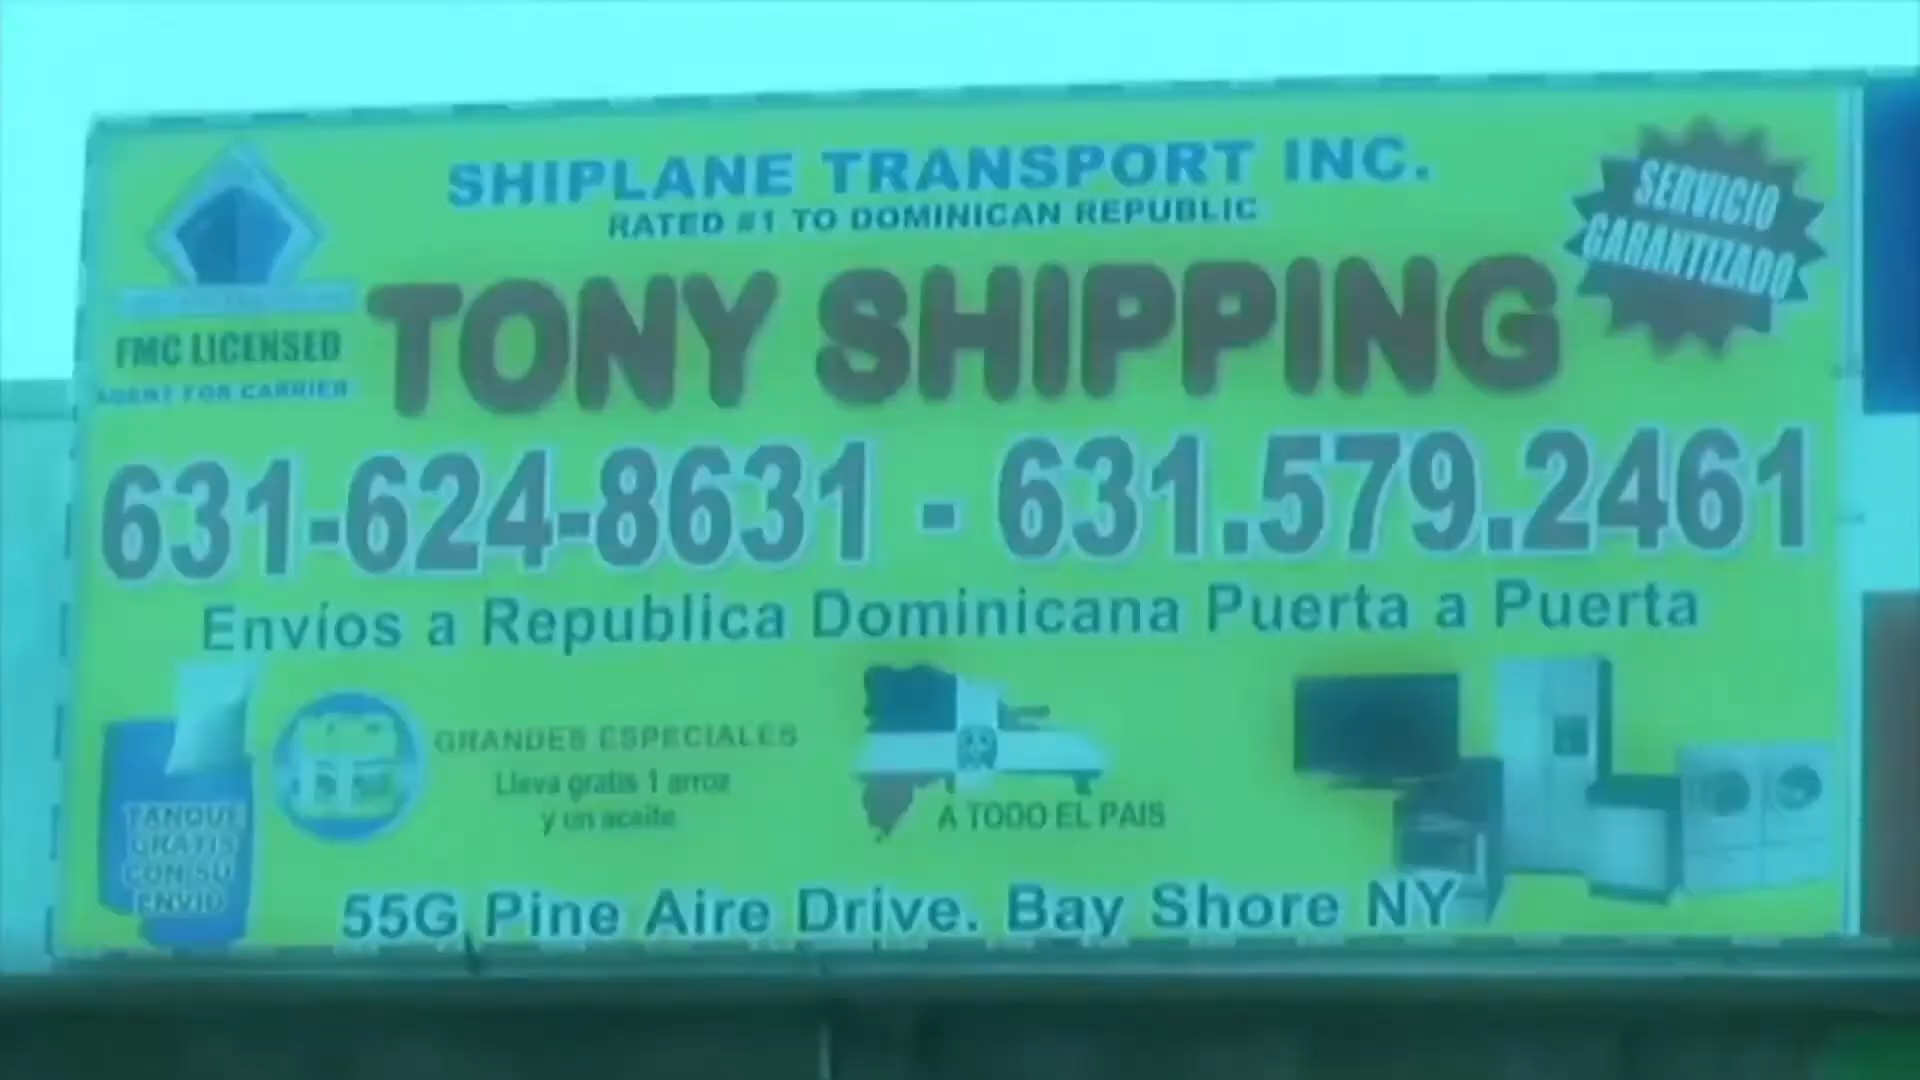 SHIPLANE TRANSPORT INC.
RATED #1 TO DOMINICAN REPUBLIC
SERVICIO
GARANTIZADO
TONY SHIPPING
FMC LICENSED
AGENT FOR CARRIER
631-624-8631 - 631.579.2461
Envíos a Republica Dominicana Puerta a Puerta
TANQUE
GRATIS
CON SU
ENVIO
GRANDES ESPECIALES
Lleva gratis 1 arroz
y un aceite
A TODO EL PAIS
55G Pine Aire Drive. Bay Shore NY